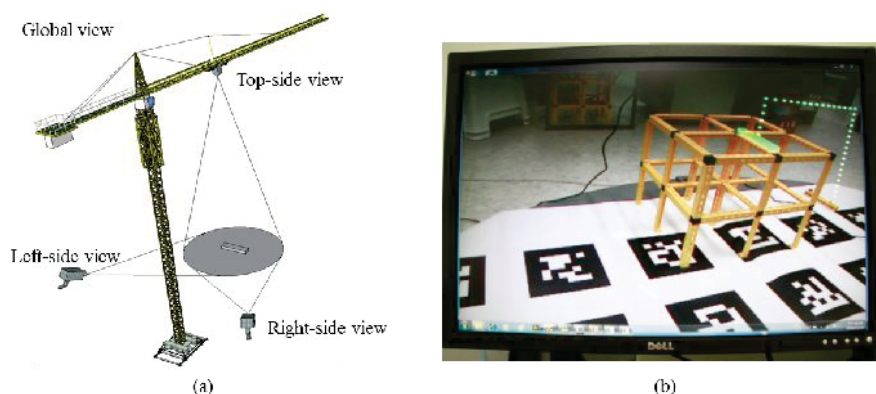 Global view
Top-side view
Left-side view
Right-side view
DELL
(a)
(b)